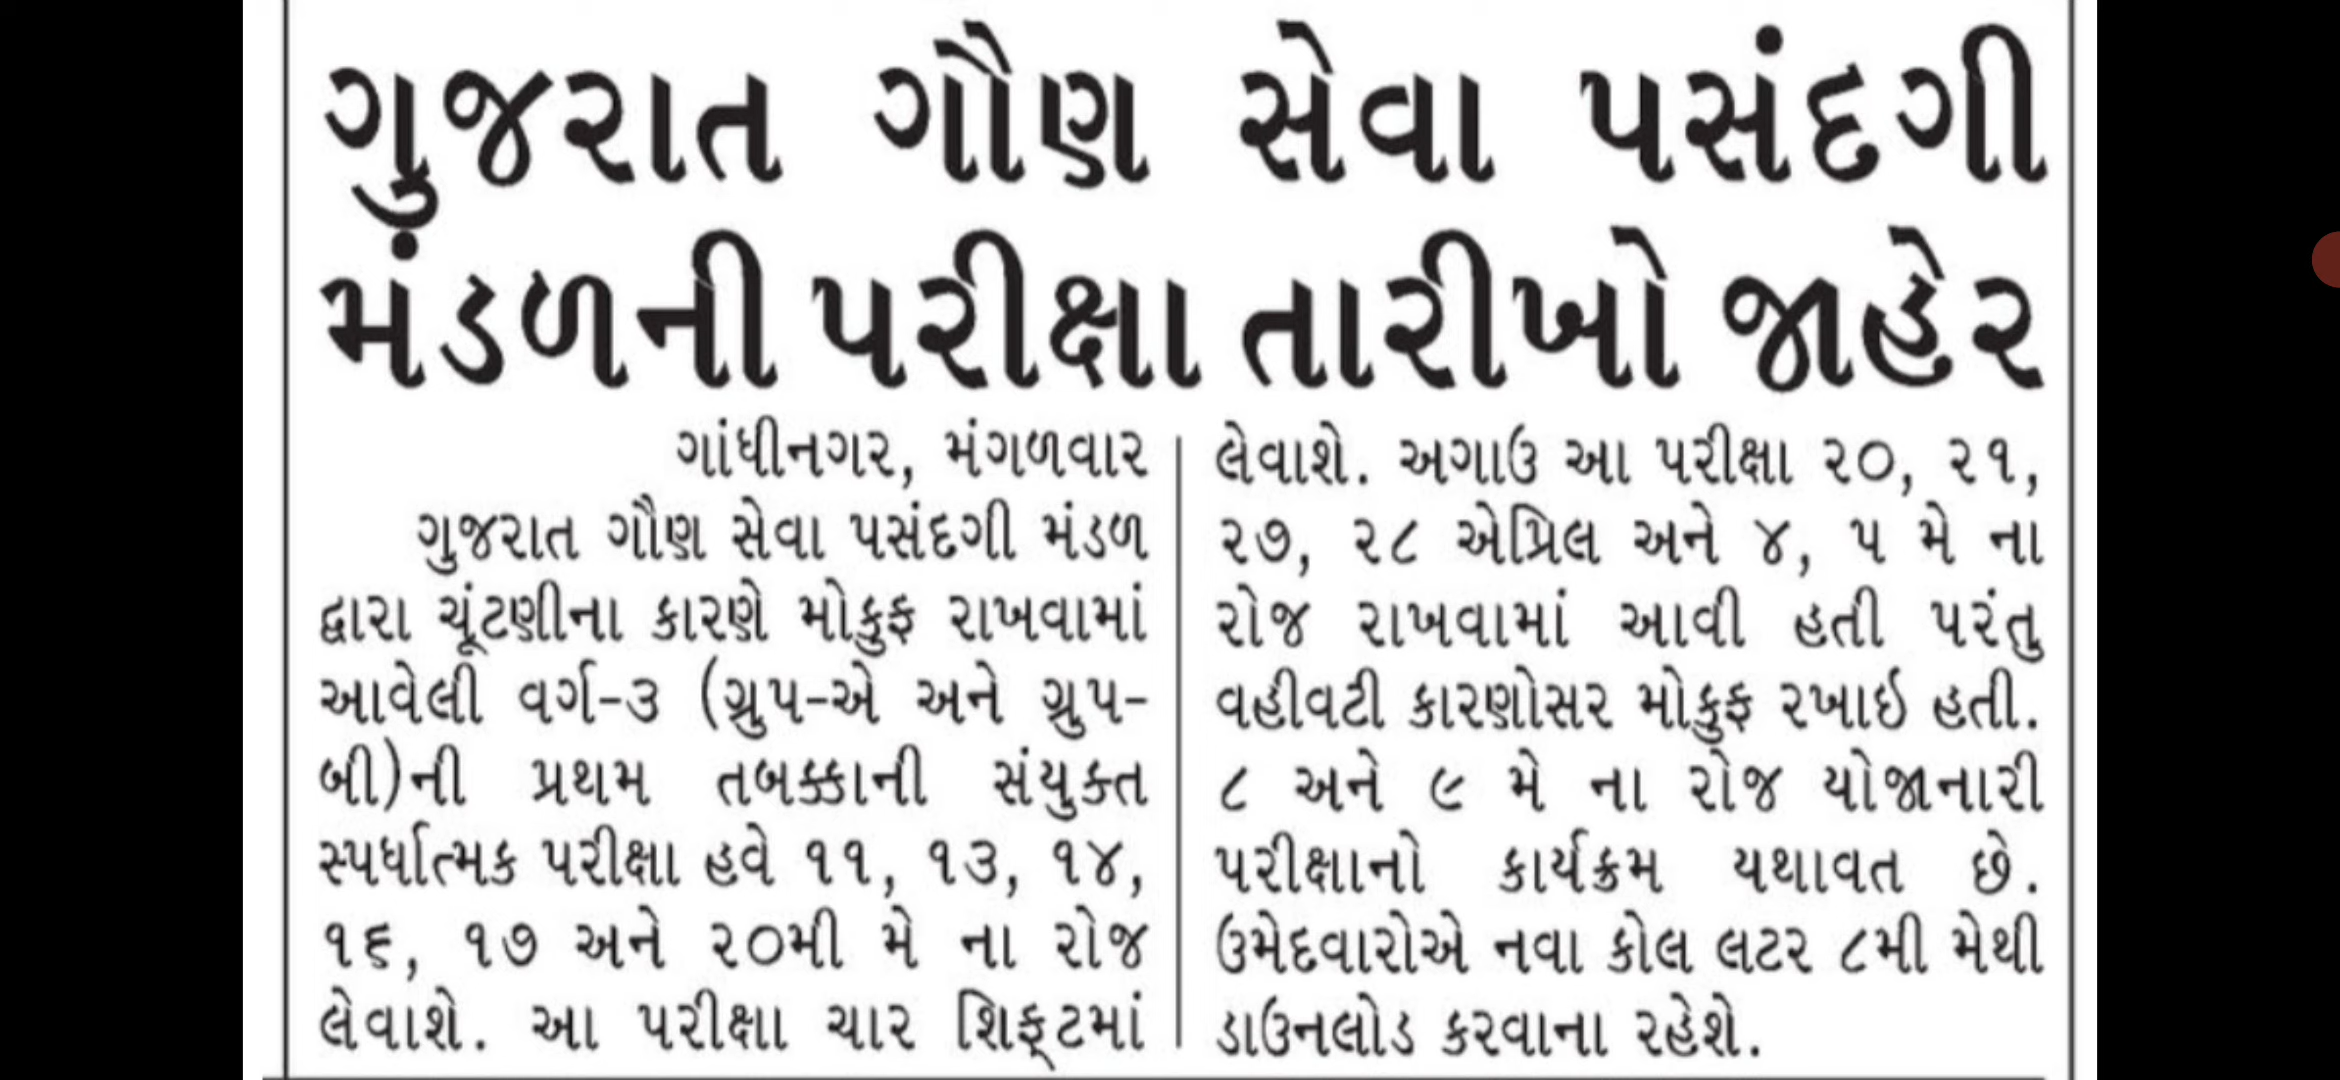 ગુજરાત ગૌણ સેવા પસંદગી
મંડળની પરીક્ષા તારીખો જાહેર
ગાંધીનગર, મંગળવાર
ગુજરાત ગૌણ સેવા પસંદગી મંડળ
દ્વારા ચૂંટણીના કારણે મોકુફ રાખવામાં
આવેલી વર્ગ-૩ (ગ્રુપ-એ અને ગ્રુપ-
બી)ની પ્રથમ તબક્કાની સંયુક્ત
સ્પર્ધાત્મક પરીક્ષા હવે ૧૧, ૧૩, ૧૪,
૧૬, ૧૭ અને ૨૦મી મે ના રોજ
લેવાશે. આ પરીક્ષા ચાર શિફ્ટમાં
લેવાશે. અગાઉ આ પરીક્ષા ૨૦, ૨૧,
૨૭, ૨૮ એપ્રિલ અને ૪, ૫ મે ના
રોજ રાખવામાં આવી હતી પરંતુ
વહીવટી કારણોસર મોકુફ રખાઇ હતી.
૮ અને ૯ મે ના રોજ યોજાનારી
પરીક્ષાનો કાર્યક્રમ યથાવત છે.
ઉમેદવારોએ નવા કોલ લટર ૮મી મેથી
ડાઉનલોડ કરવાના રહેશે.